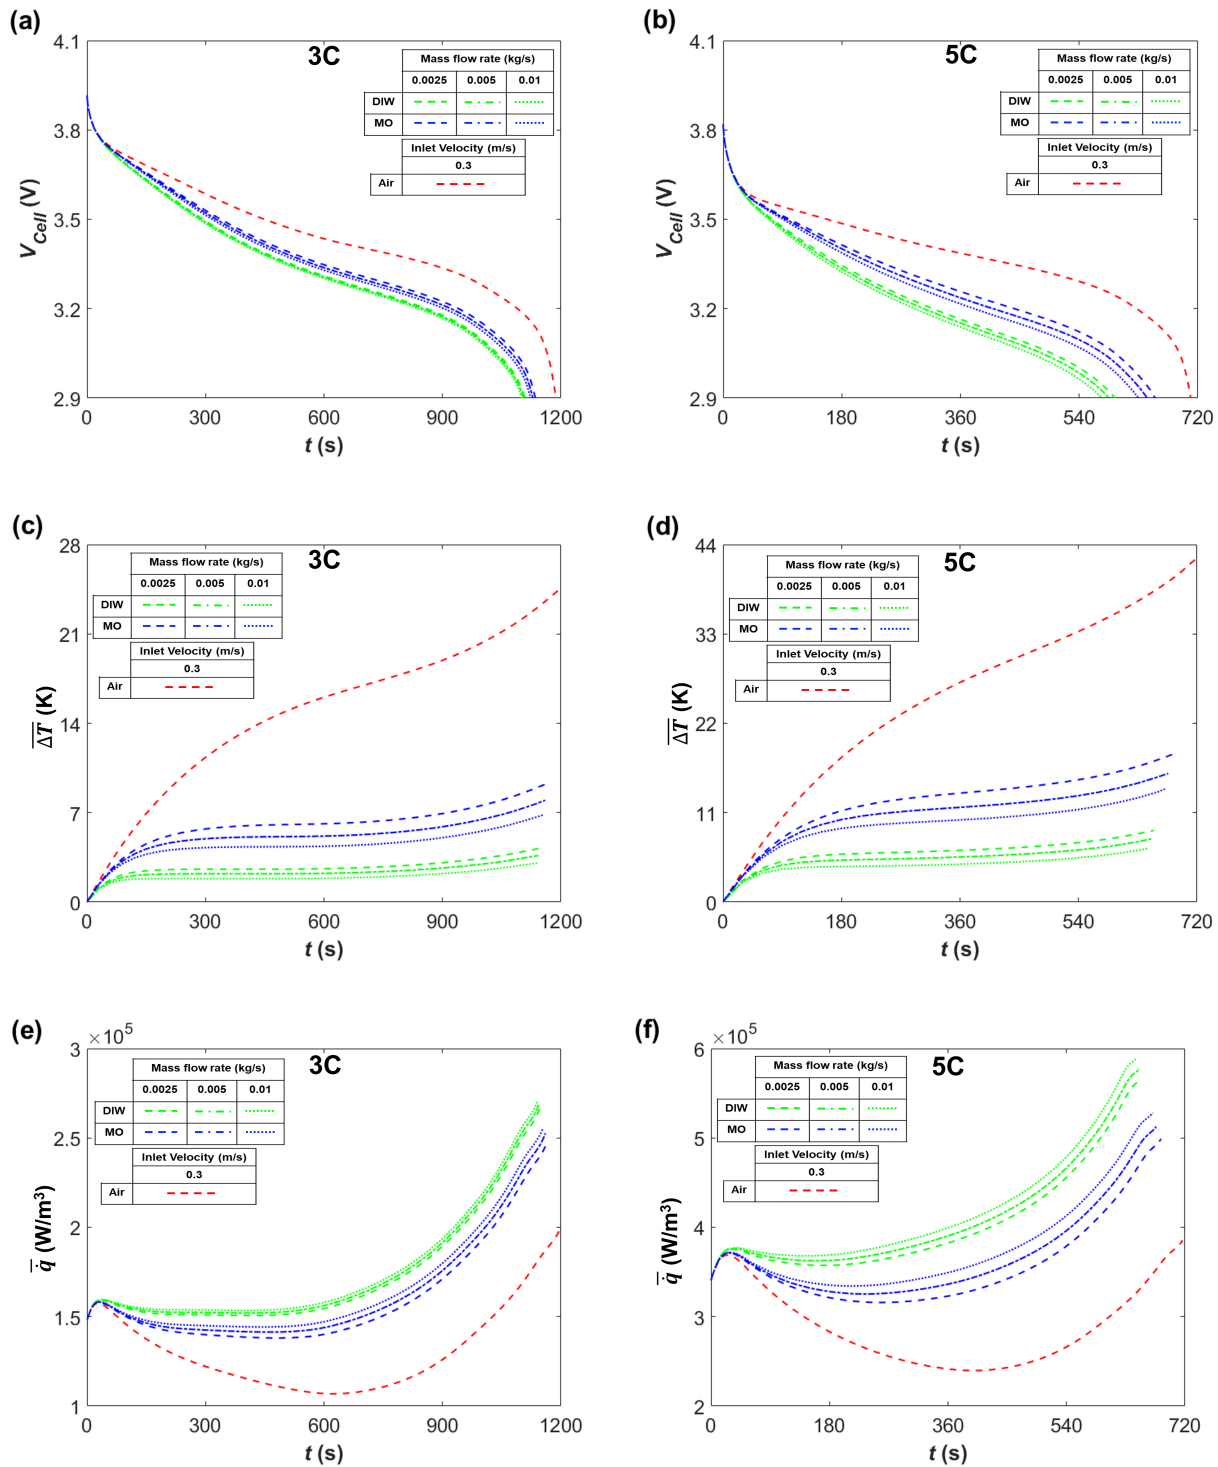 (a)
3C
4.1
3.8
3.5
3.2
2.9
V_Cell (V)
Mass flow rate (kg/s)
0.0025 0.005 0.01
DIW
MO
Inlet Velocity (m/s)
0.3
Air
0 300 600 900 1200
t (s)
(b)
5C
4.1
3.8
3.5
3.2
2.9
V_Cell (V)
Mass flow rate (kg/s)
0.0025 0.005 0.01
DIW
MO
Inlet Velocity (m/s)
0.3
Air
0 180 360 540 720
t (s)
(c)
3C
28
21
14
7
0
ΔT (K)
Mass flow rate (kg/s)
0.0025 0.005 0.01
DIW
MO
Inlet Velocity (m/s)
0.3
Air
0 300 600 900 1200
t (s)
(d)
5C
44
33
22
11
0
ΔT (K)
Mass flow rate (kg/s)
0.0025 0.005 0.01
DIW
MO
Inlet Velocity (m/s)
0.3
Air
0 180 360 540 720
t (s)
(e)
×10⁵
3C
3
2.5
2
1.5
1
q̇ (W/m³)
Mass flow rate (kg/s)
0.0025 0.005 0.01
DIW
MO
Inlet Velocity (m/s)
0.3
Air
0 300 600 900 1200
t (s)
(f)
×10⁵
5C
6
5
4
3
2
q̇ (W/m³)
Mass flow rate (kg/s)
0.0025 0.005 0.01
DIW
MO
Inlet Velocity (m/s)
0.3
Air
0 180 360 540 720
t (s)